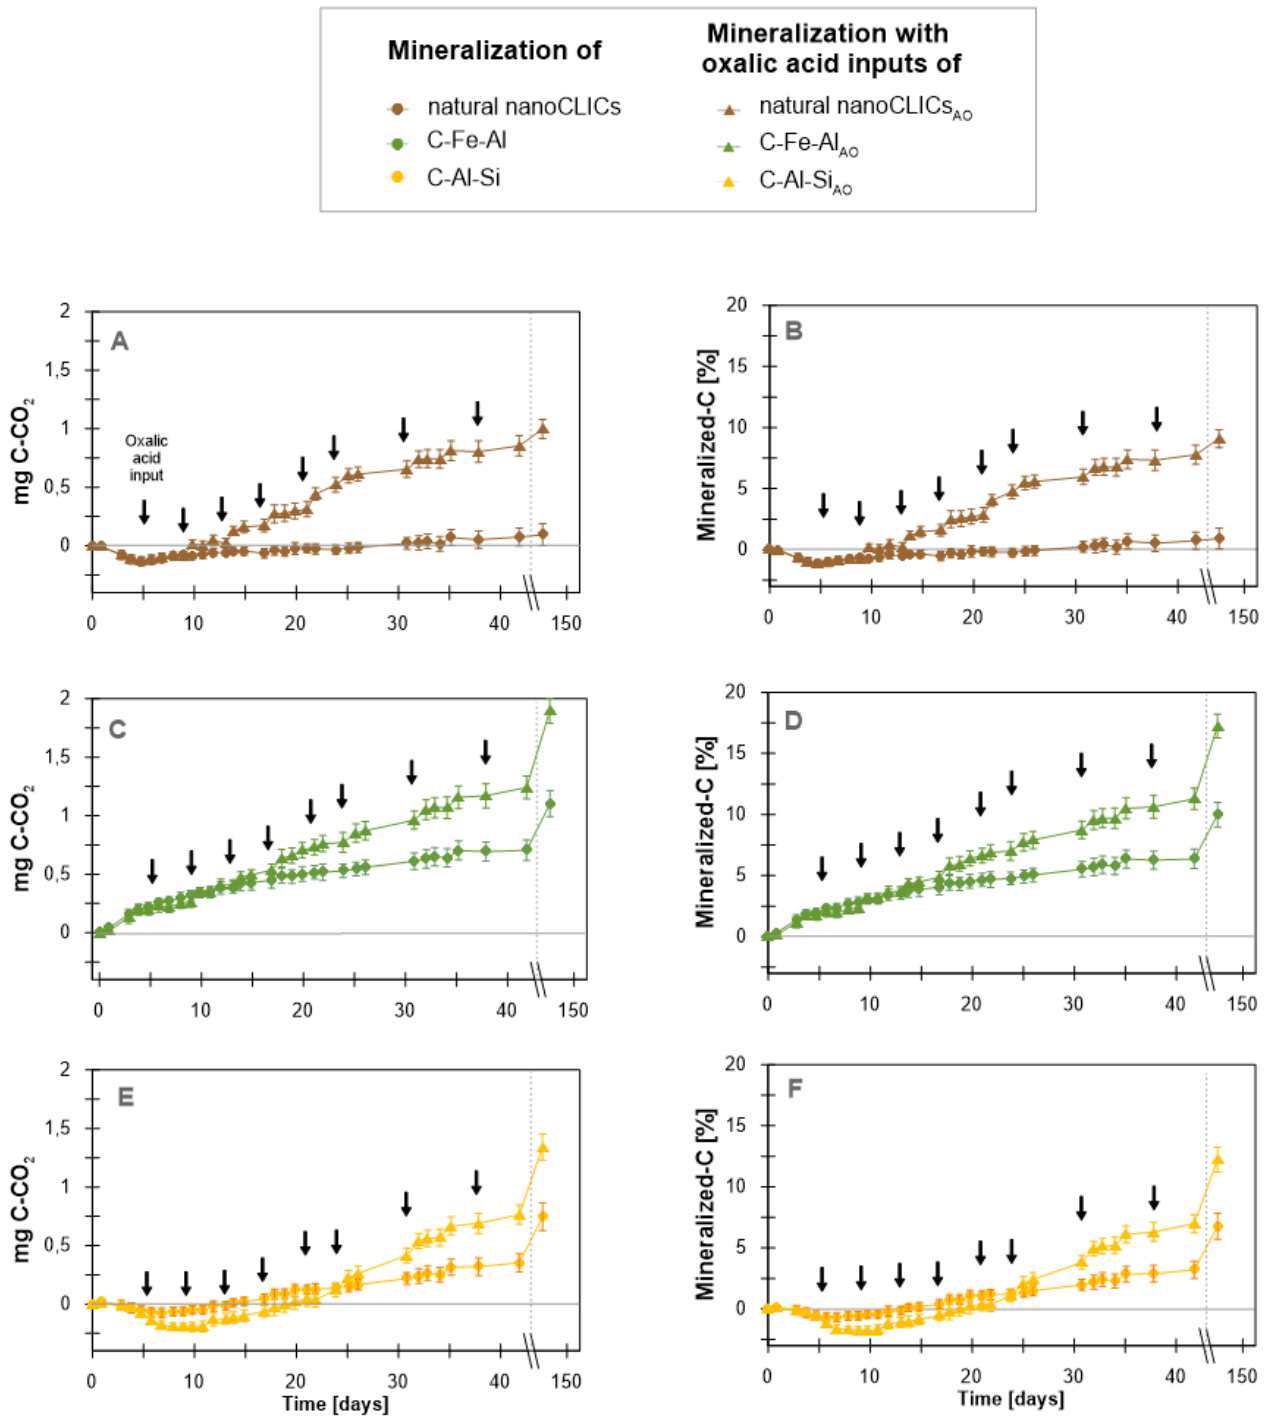 Mineralization of
natural nanoCLICs
C-Fe-Al
C-Al-Si
Mineralization with
oxalic acid inputs of
natural nanoCLICsAO
C-Fe-AlAO
C-Al-SiAO
A
mg C-CO2
2
1,5
1
0,5
0
Oxalic
acid
input
0 10 20 30 40 150
B
Mineralized-C [%]
20
15
10
5
0
0 10 20 30 40 150
C
mg C-CO2
2
1,5
1
0,5
0
0 10 20 30 40 150
D
Mineralized-C [%]
20
15
10
5
0
0 10 20 30 40 150
E
mg C-CO2
2
1,5
1
0,5
0
0 10 20 30 40 150
Time [days]
F
Mineralized-C [%]
20
15
10
5
0
0 10 20 30 40 150
Time [days]